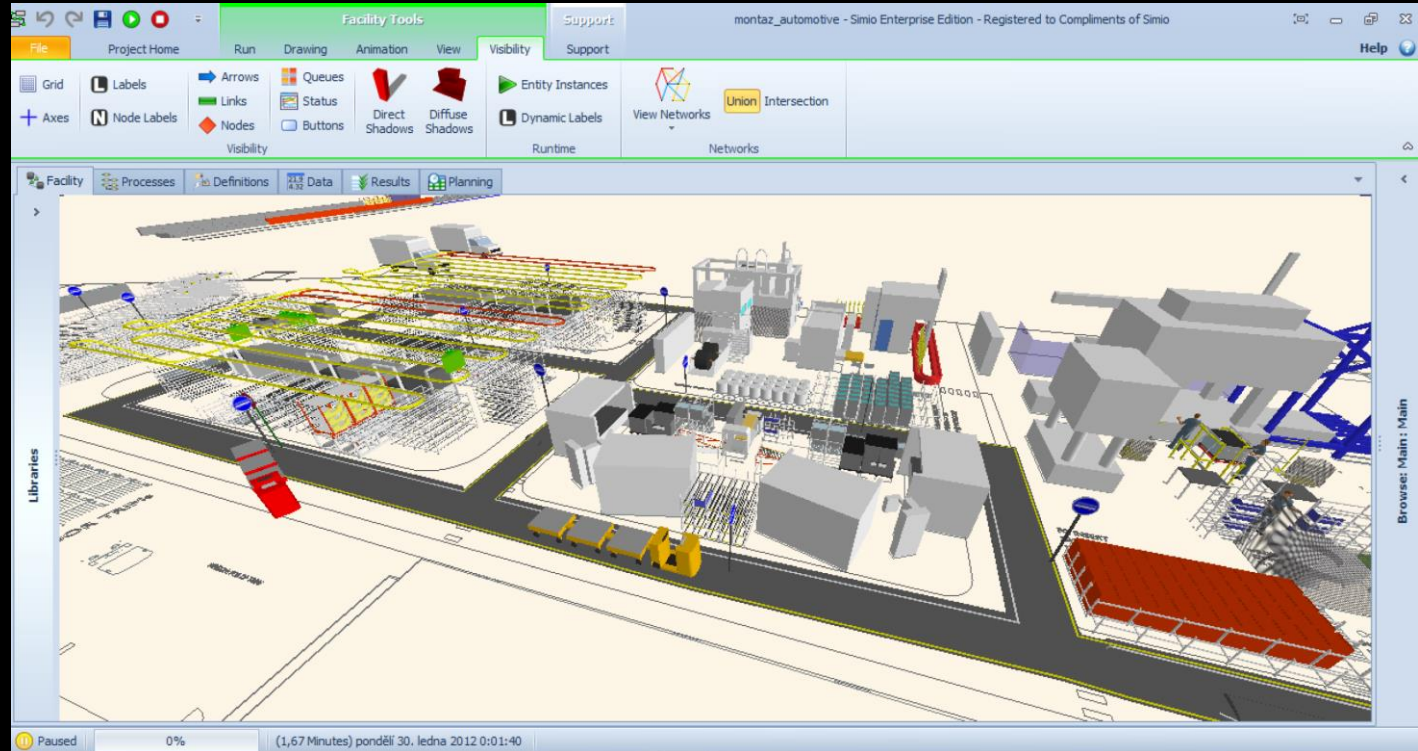 Facility Tools Support montaz_automotive - Simio Enterprise Edition - Registered to Compliments of Simio
File Project Home Run Drawing Animation View Visibility Support Help
Grid Labels Arrows Queues Entity Instances
Links Status View Networks Union Intersection
Axes Node Labels Nodes Buttons Direct Shadows Diffuse Shadows Dynamic Labels
Visibility Runtime Networks
Facility Processes Definitions Data Results Planning
Libraries
Browse: Main : Main
Paused 0% (1,67 Minutes) pondělí 30. ledna 2012 0:01:40